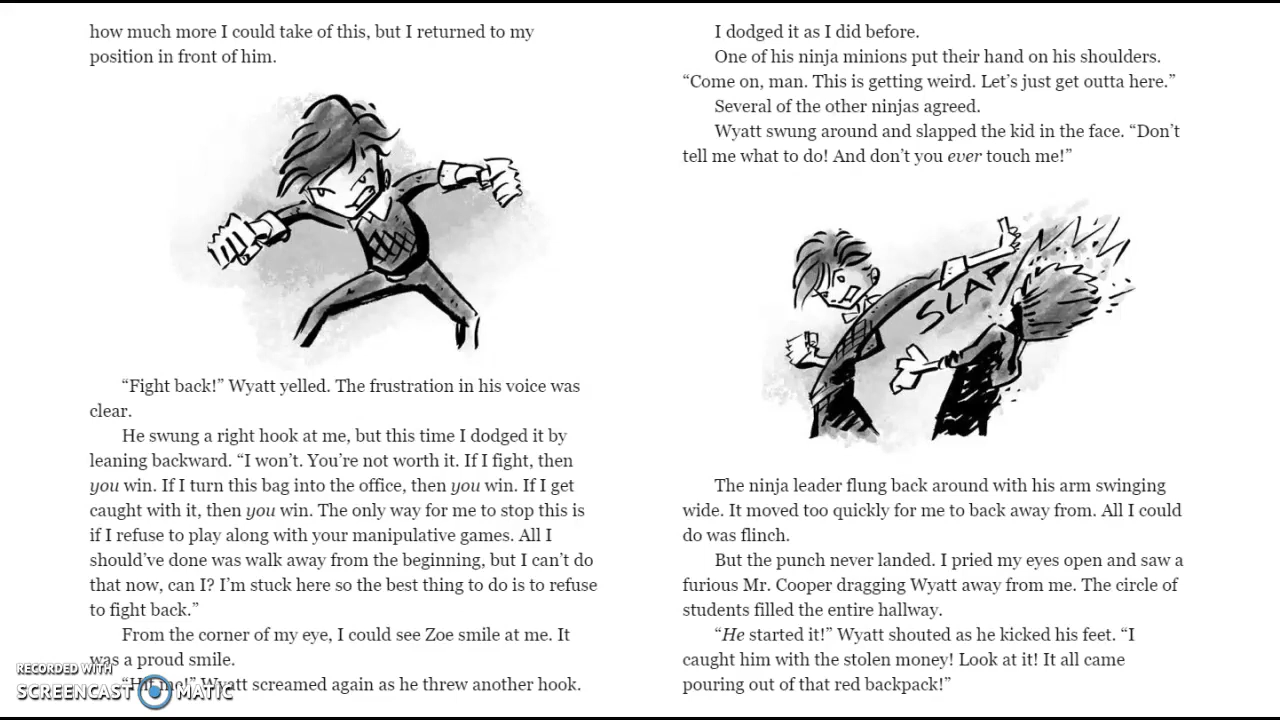 how much more I could take of this, but I returned to my
position in front of him.
“Fight back!” Wyatt yelled. The frustration in his voice was
clear.
He swung a right hook at me, but this time I dodged it by
leaning backward. “I won’t. You’re not worth it. If I fight, then
you win. If I turn this bag into the office, then you win. If I get
caught with it, then you win. The only way for me to stop this is
if I refuse to play along with your manipulative games. All I
should’ve done was walk away from the beginning, but I can’t do
that now, can I? I’m stuck here so the best thing to do is to refuse
to fight back.”
From the corner of my eye, I could see Zoe smile at me. It
was a proud smile.
“Hit me!” Wyatt screamed again as he threw another hook.
I dodged it as I did before.
One of his ninja minions put their hand on his shoulders.
“Come on, man. This is getting weird. Let’s just get outta here.”
Several of the other ninjas agreed.
Wyatt swung around and slapped the kid in the face. “Don’t
tell me what to do! And don’t you ever touch me!”
SLAP
The ninja leader flung back around with his arm swinging
wide. It moved too quickly for me to back away from. All I could
do was flinch.
But the punch never landed. I pried my eyes open and saw a
furious Mr. Cooper dragging Wyatt away from me. The circle of
students filled the entire hallway.
“He started it!” Wyatt shouted as he kicked his feet. “I
caught him with the stolen money! Look at it! It all came
pouring out of that red backpack!”
RECORDED WITH
SCREENCAST MATIC